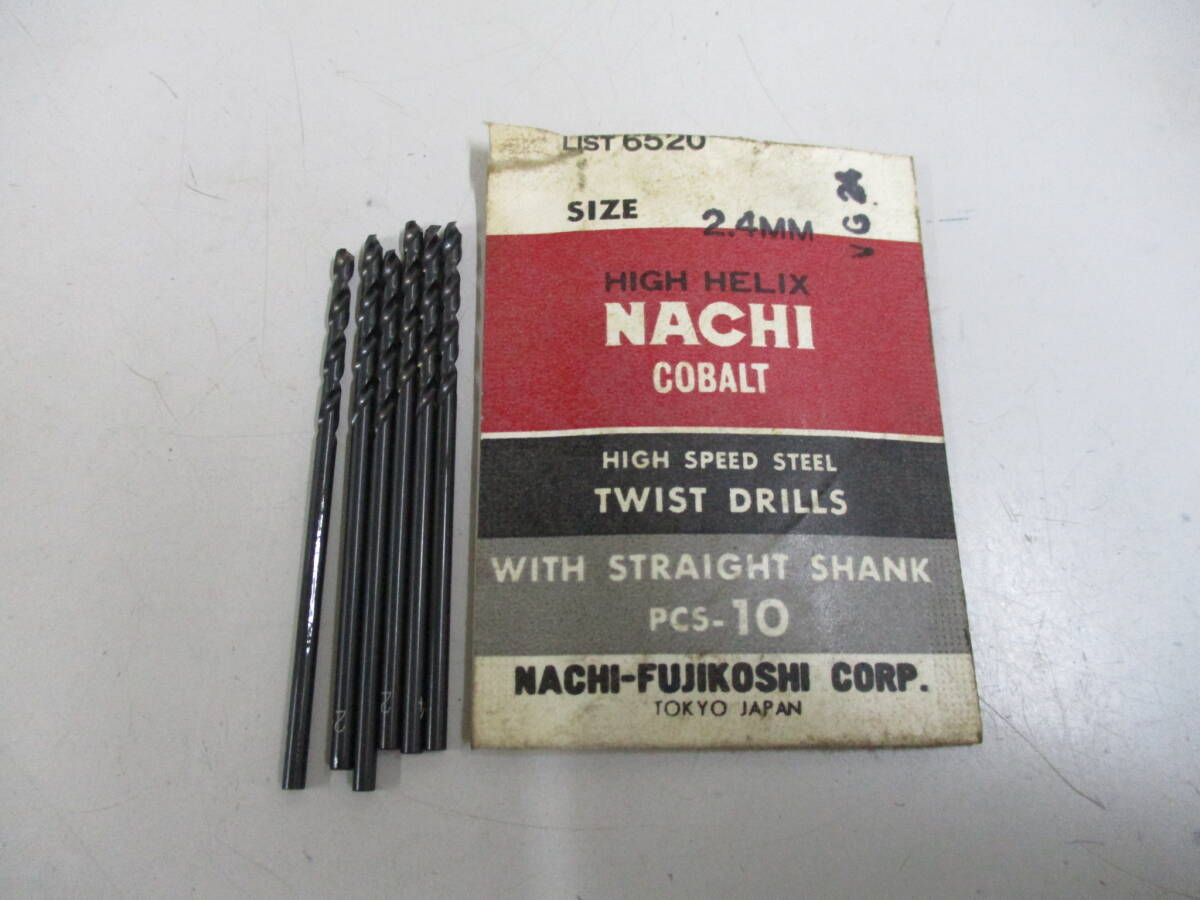 LIST 6520
SIZE 2.4MM
VGZX
HIGH HELIX
NACHI
COBALT
HIGH SPEED STEEL
TWIST DRILLS
WITH STRAIGHT SHANK
PCS-10
NACHI-FUJIKOSHI CORP.
TOKYO JAPAN